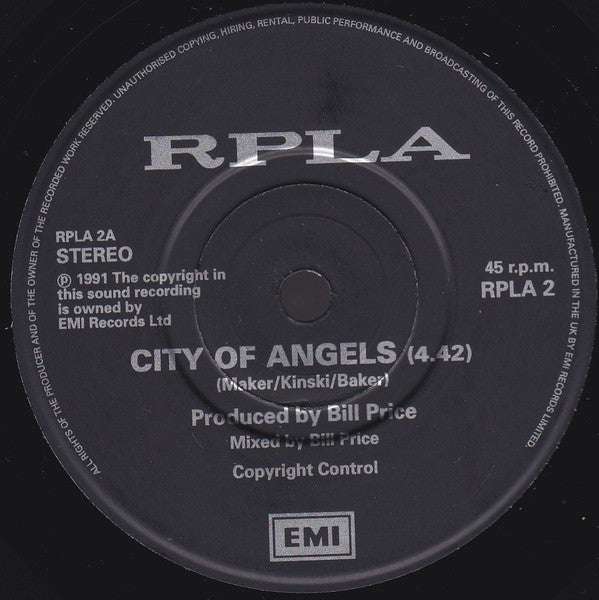 ALL RIGHTS OF THE PRODUCER AND OF THE OWNER OF THE RECORDED WORK RESERVED. UNAUTHORISED COPYING, HIRING, RENTAL, PUBLIC PERFORMANCE AND BROADCASTING OF THIS RECORD PROHIBITED. MANUFACTURED IN THE UK BY EMI RECORDS LIMITED.
RPLA
RPLA 2A
STEREO
℗ 1991 The copyright in
this sound recording
is owned by
EMI Records Ltd
45 r.p.m.
RPLA 2
CITY OF ANGELS (4.42)
(Maker/Kinski/Baker)
Produced by Bill Price
Mixed by Bill Price
Copyright Control
EMI